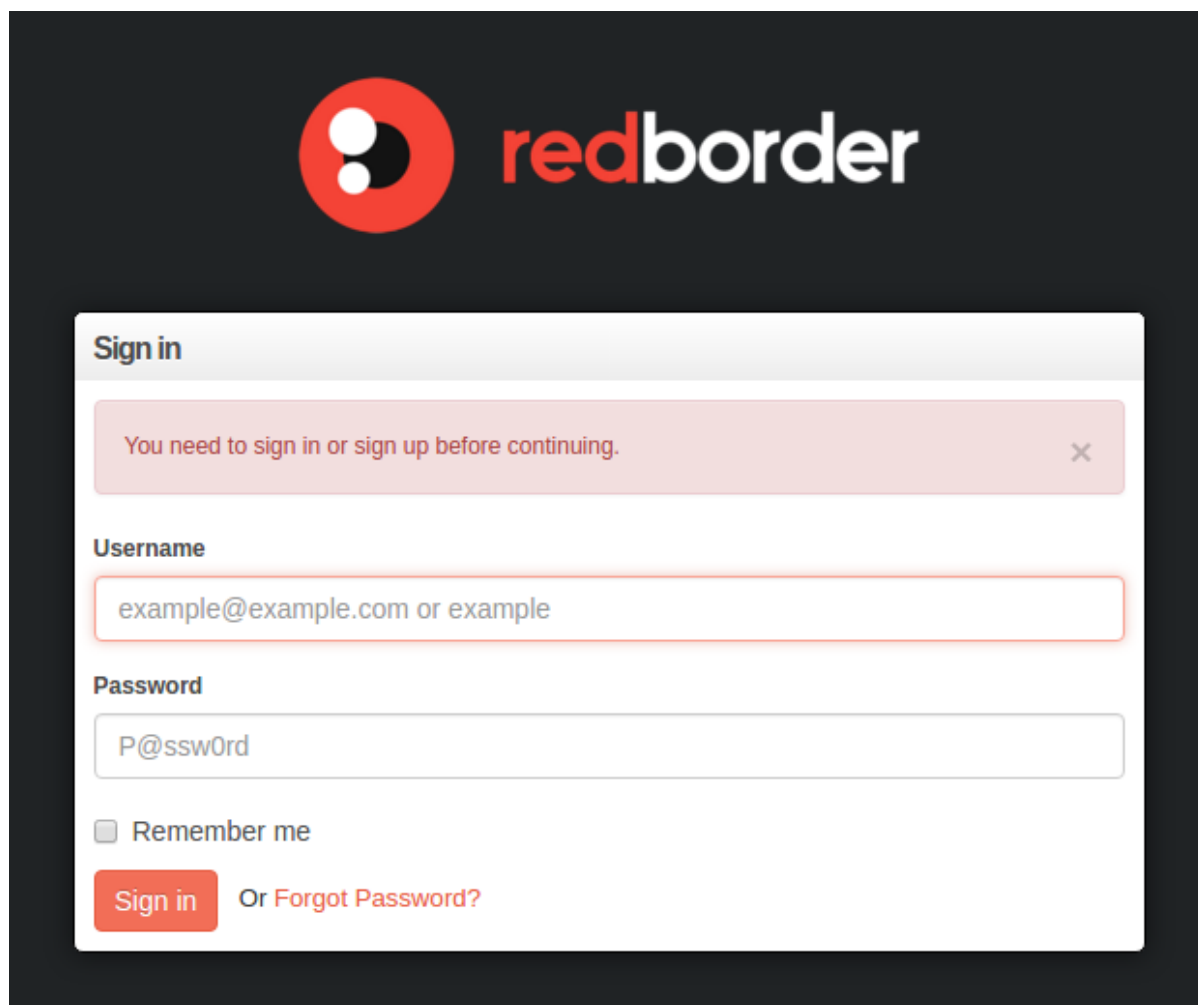 redborder
Sign in
You need to sign in or sign up before continuing.
×
Username
example@example.com or example
Password
P@ssw0rd
Remember me
Sign in Or Forgot Password?